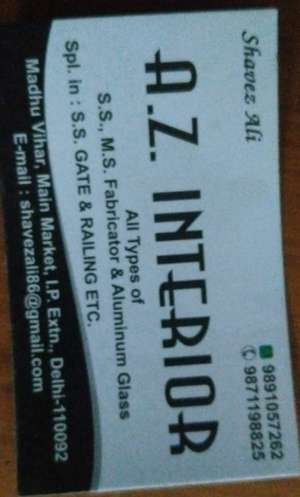 Shavez Ali
9891057262
9871198825
A.Z. INTERIOR
All Types of
S.S., M.S. Fabricator & Aluminum Glass
Spl. in : S.S. GATE & RAILING ETC.
Madhu Vihar, Main Market, I.P. Extn., Delhi-110092
E-mail : shavezali86@gmail.com